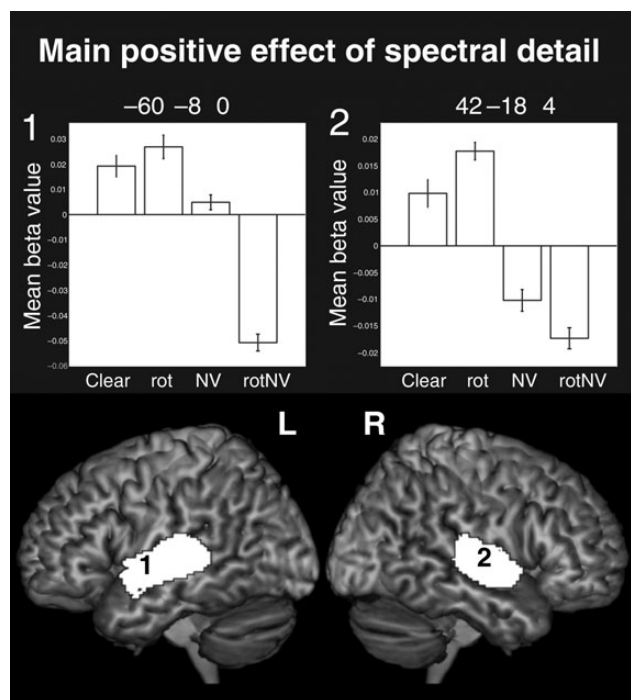 Main positive effect of spectral detail
1
–60 –8 0
Mean beta value
0.03
0.02
0.01
0
–0.01
–0.02
–0.03
–0.04
–0.05
–0.06
Clear rot NV rotNV
2
42 –18 4
Mean beta value
0.02
0.015
0.01
0.005
0
–0.005
–0.01
–0.015
–0.02
Clear rot NV rotNV
L R
1 2